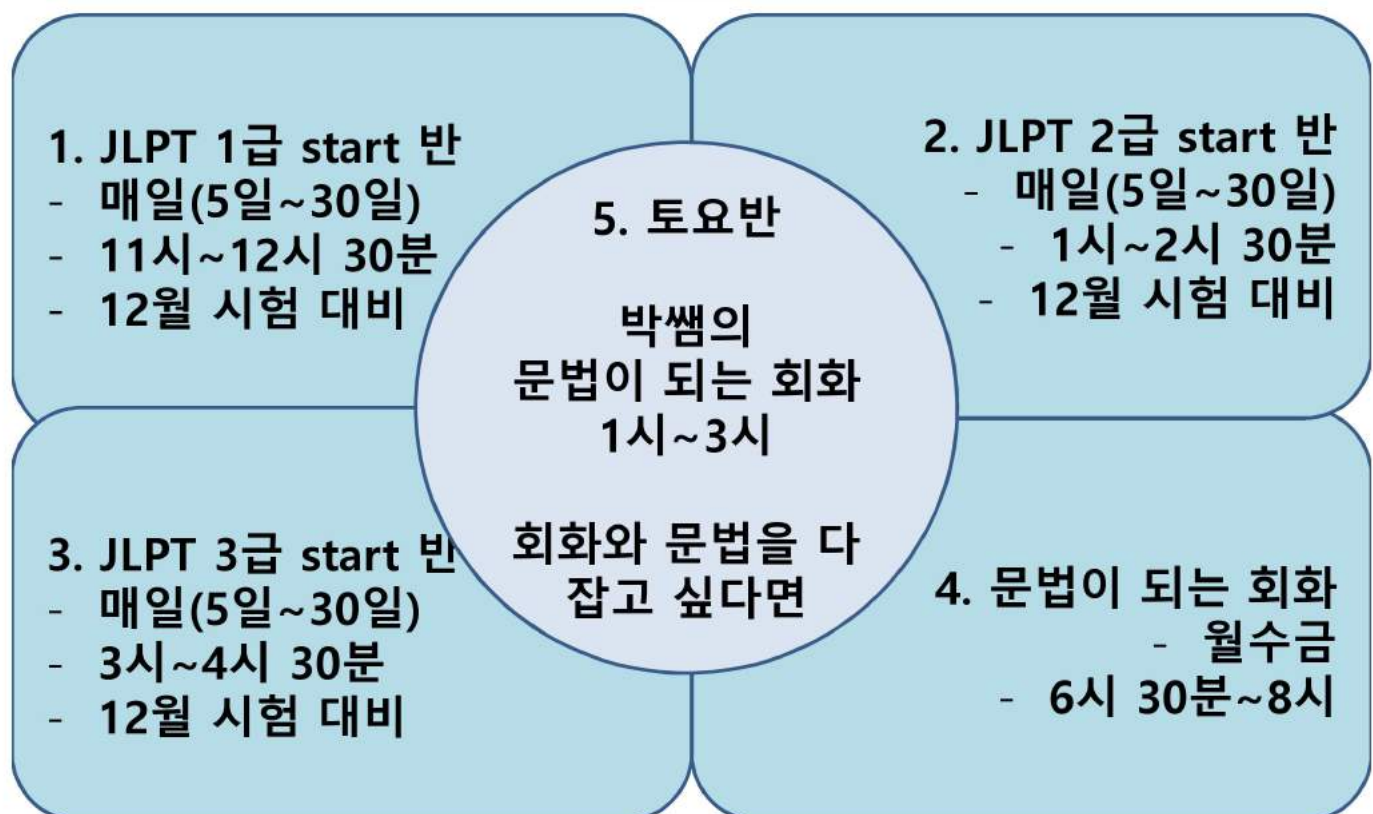 1. JLPT 1급 start 반
- 매일(5일~30일)
- 11시~12시 30분
- 12월 시험 대비
2. JLPT 2급 start 반
- 매일(5일~30일)
- 1시~2시 30분
- 12월 시험 대비
5. 토요반
박쌤의
문법이 되는 회화
1시~3시
회화와 문법을 다
잡고 싶다면
3. JLPT 3급 start 반
- 매일(5일~30일)
- 3시~4시 30분
- 12월 시험 대비
4. 문법이 되는 회화
- 월수금
- 6시 30분~8시